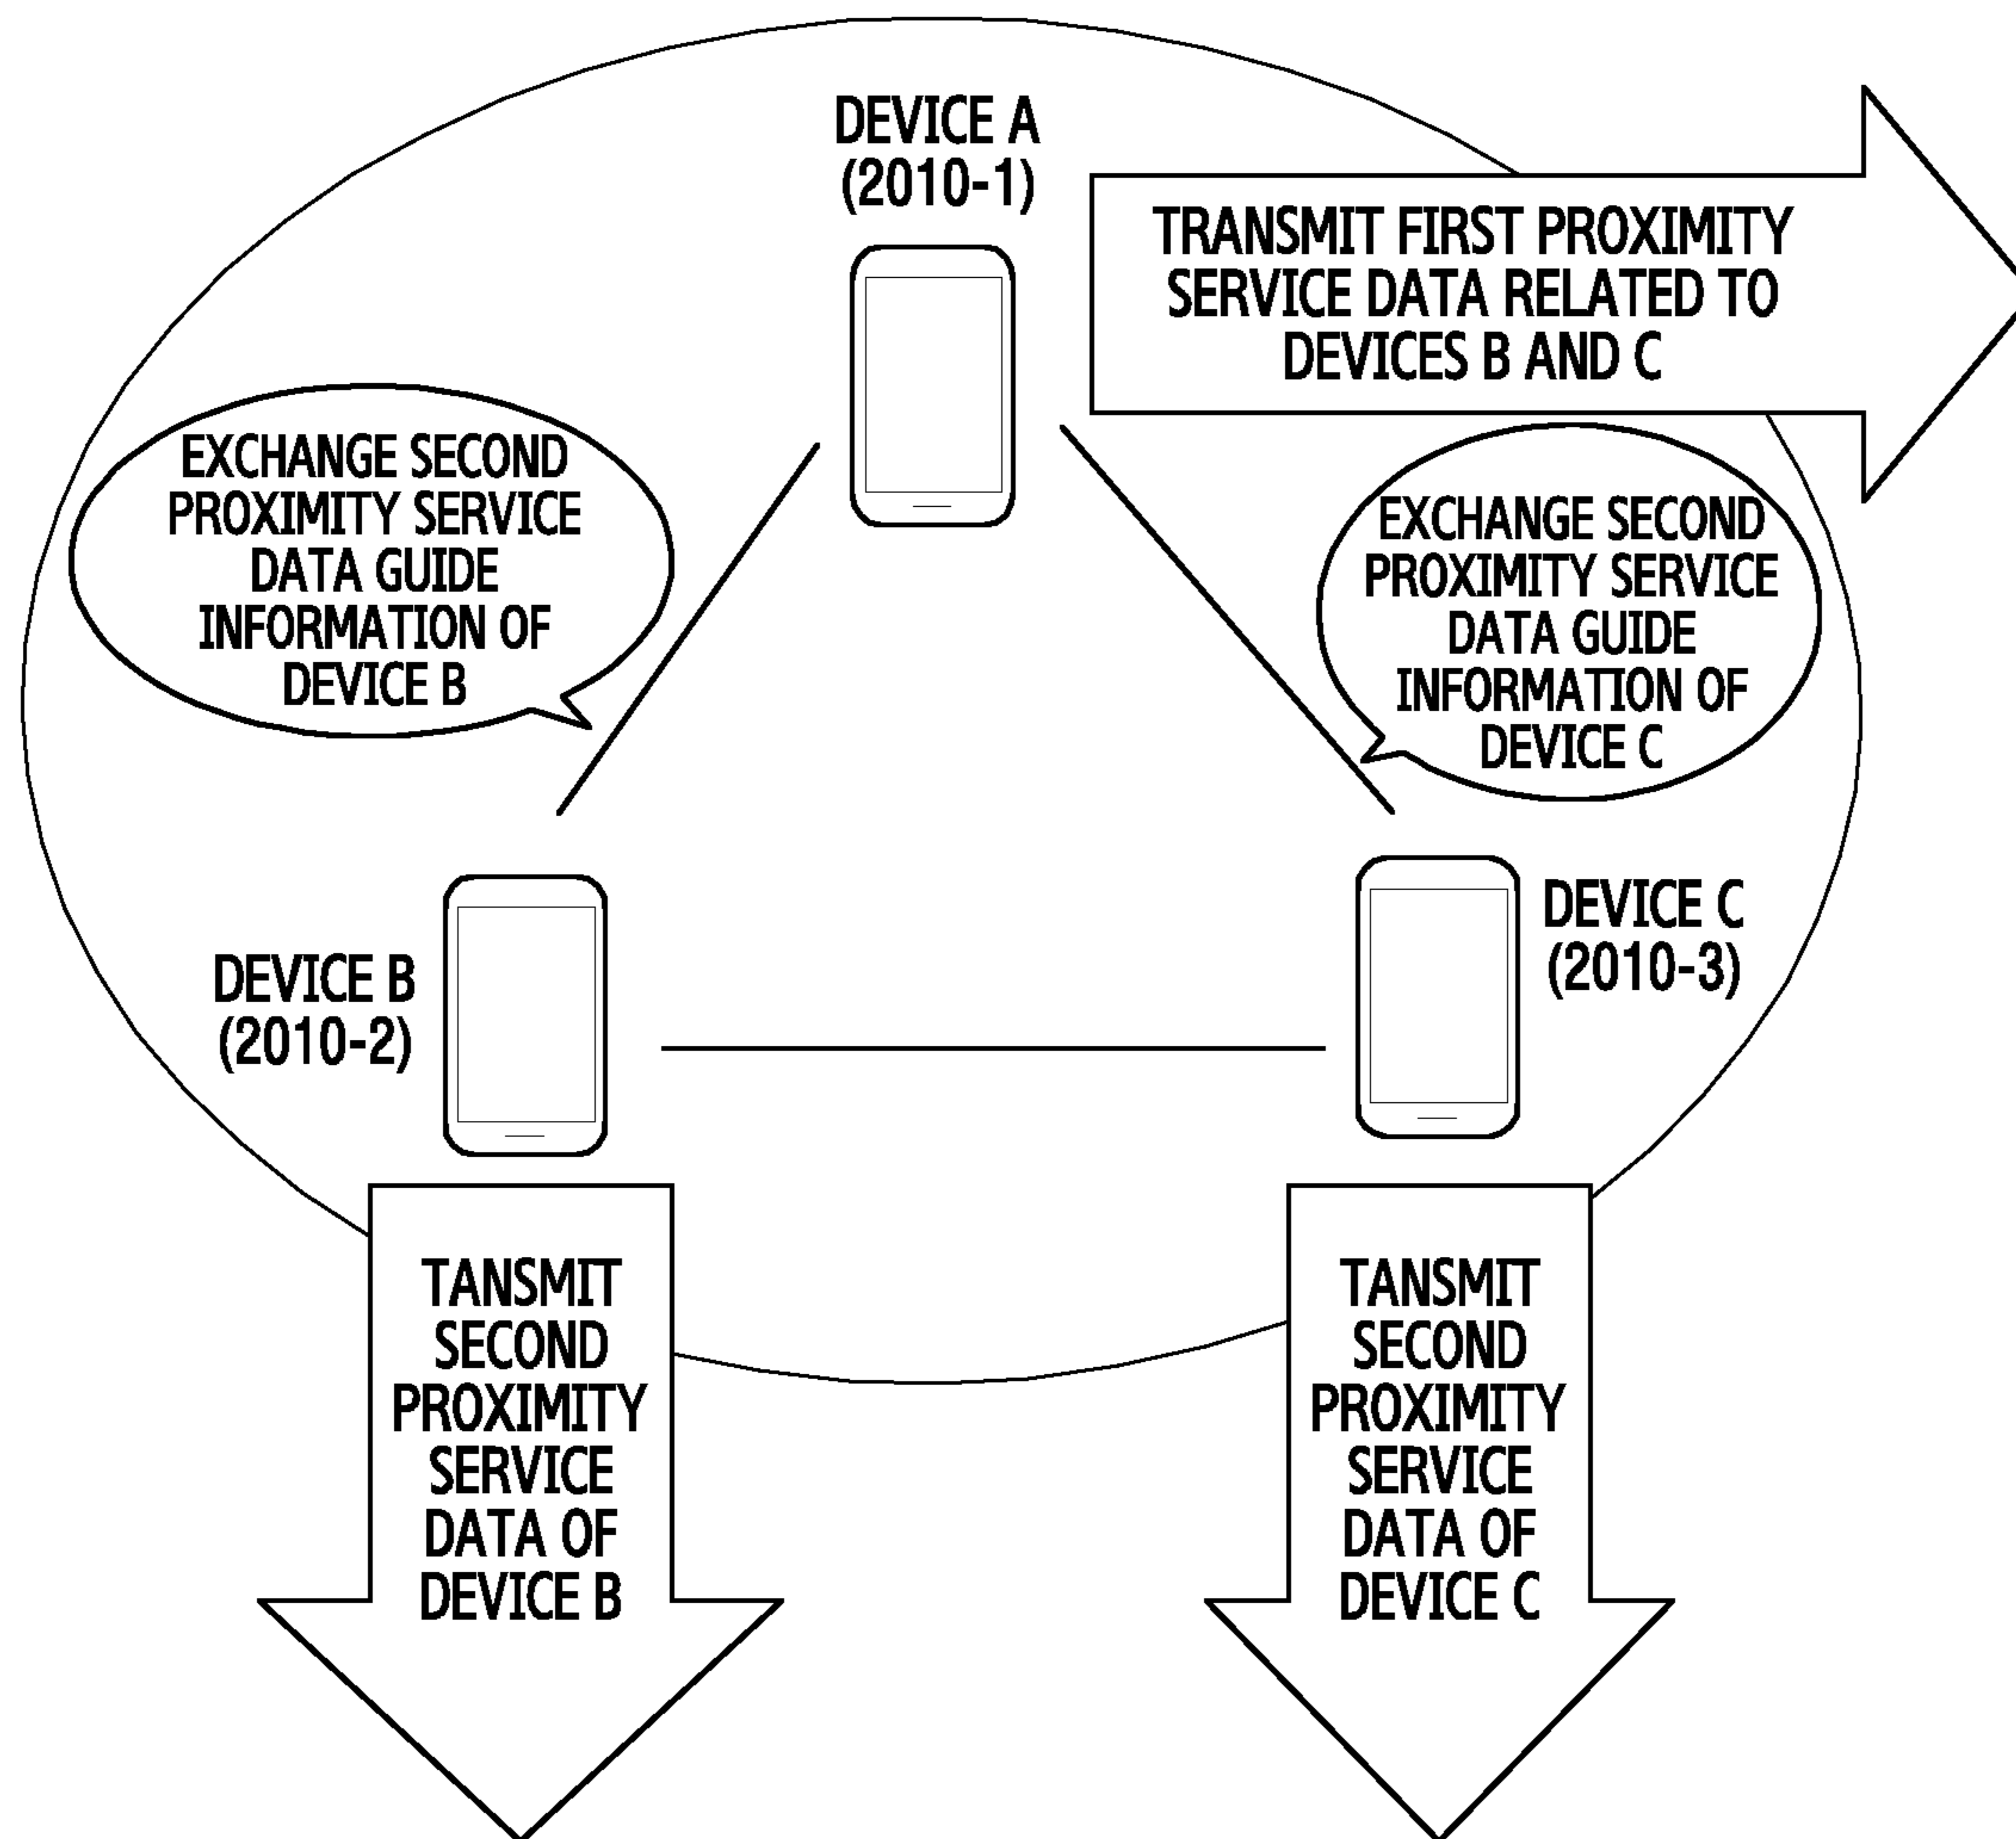 DEVICE A
(2010-1)
TRANSMIT FIRST PROXIMITY
SERVICE DATA RELATED TO
DEVICES B AND C
EXCHANGE SECOND
PROXIMITY SERVICE
DATA GUIDE
INFORMATION OF
DEVICE B
EXCHANGE SECOND
PROXIMITY SERVICE
DATA GUIDE
INFORMATION OF
DEVICE C
DEVICE B
(2010-2)
DEVICE C
(2010-3)
TANSMIT
SECOND
PROXIMITY
SERVICE
DATA OF
DEVICE B
TANSMIT
SECOND
PROXIMITY
SERVICE
DATA OF
DEVICE C